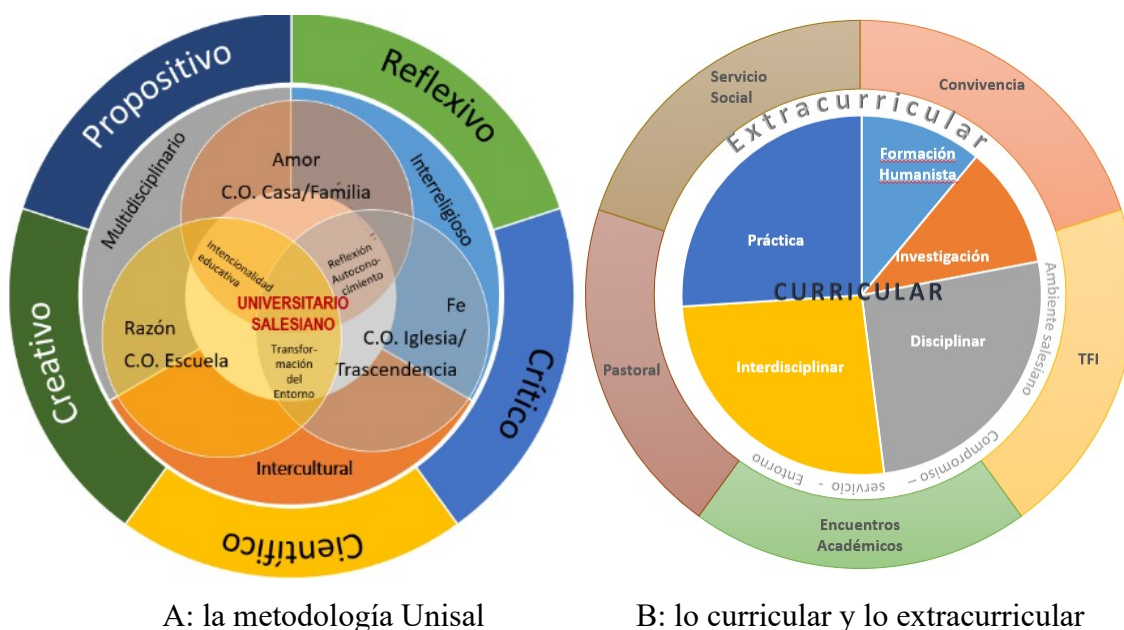 Propositivo
Reflexivo
Crítico
Científico
Creativo
Multidisciplinario
Interreligioso
Intercultural
Amor
C.O. Casa/Familia
Intencionalidad
educativa
Reflexión
Autocono-
cimiento
UNIVERSITARIO
SALESIANO
Razón
C.O. Escuela
Fe
C.O. Iglesia/
Trascendencia
Transfor-
mación
del
Entorno
A: la metodología Unisal
Servicio
Social
Convivencia
TFI
Encuentros
Académicos
Pastoral
Extracurricular
Ambiente salesiano
Compromiso – servicio - Entorno
Formación
Humanista
Investigación
Práctica
CURRICULAR
Disciplinar
Interdisciplinar
B: lo curricular y lo extracurricular